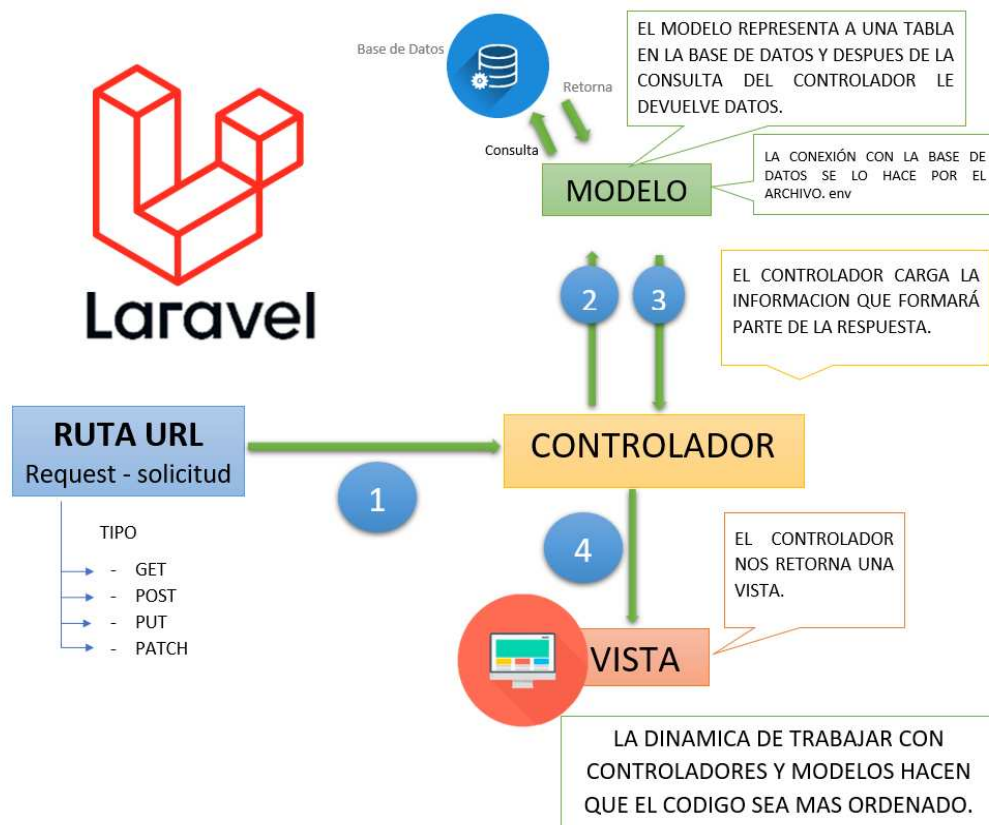 Base de Datos
Retorna
Consulta
EL MODELO REPRESENTA A UNA TABLA
EN LA BASE DE DATOS Y DESPUES DE LA
CONSULTA DEL CONTROLADOR LE
DEVUELVE DATOS.
MODELO
LA CONEXIÓN CON LA BASE DE
DATOS SE LO HACE POR EL
ARCHIVO. env
Laravel
2
3
EL CONTROLADOR CARGA LA
INFORMACION QUE FORMARÁ
PARTE DE LA RESPUESTA.
RUTA URL
Request - solicitud
1
CONTROLADOR
TIPO
- GET
- POST
- PUT
- PATCH
4
EL CONTROLADOR
NOS RETORNA UNA
VISTA.
VISTA
LA DINAMICA DE TRABAJAR CON
CONTROLADORES Y MODELOS HACEN
QUE EL CODIGO SEA MAS ORDENADO.